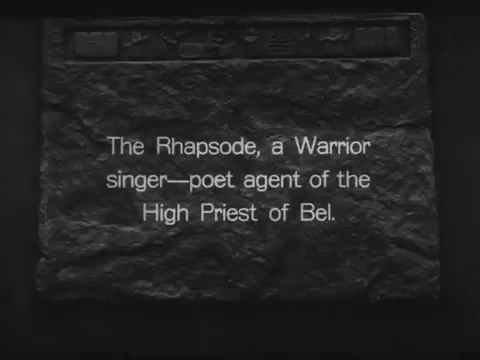 The Rhapsode, a Warrior
singer—poet agent of the
High Priest of Bel.